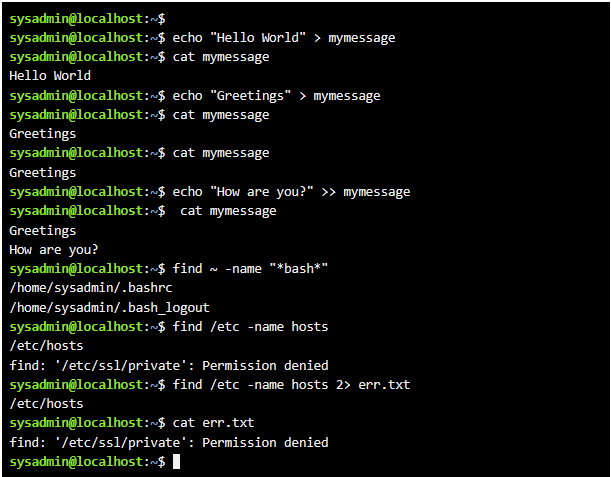 sysadmin@localhost:~$
sysadmin@localhost:~$ echo "Hello World" > mymessage
sysadmin@localhost:~$ cat mymessage
Hello World
sysadmin@localhost:~$ echo "Greetings" > mymessage
sysadmin@localhost:~$ cat mymessage
Greetings
sysadmin@localhost:~$ cat mymessage
Greetings
sysadmin@localhost:~$ echo "How are you?" >> mymessage
sysadmin@localhost:~$  cat mymessage
Greetings
How are you?
sysadmin@localhost:~$ find ~ -name "*bash*"
/home/sysadmin/.bashrc
/home/sysadmin/.bash_logout
sysadmin@localhost:~$ find /etc -name hosts
/etc/hosts
find: '/etc/ssl/private': Permission denied
sysadmin@localhost:~$ find /etc -name hosts 2> err.txt
/etc/hosts
sysadmin@localhost:~$ cat err.txt
find: '/etc/ssl/private': Permission denied
sysadmin@localhost:~$